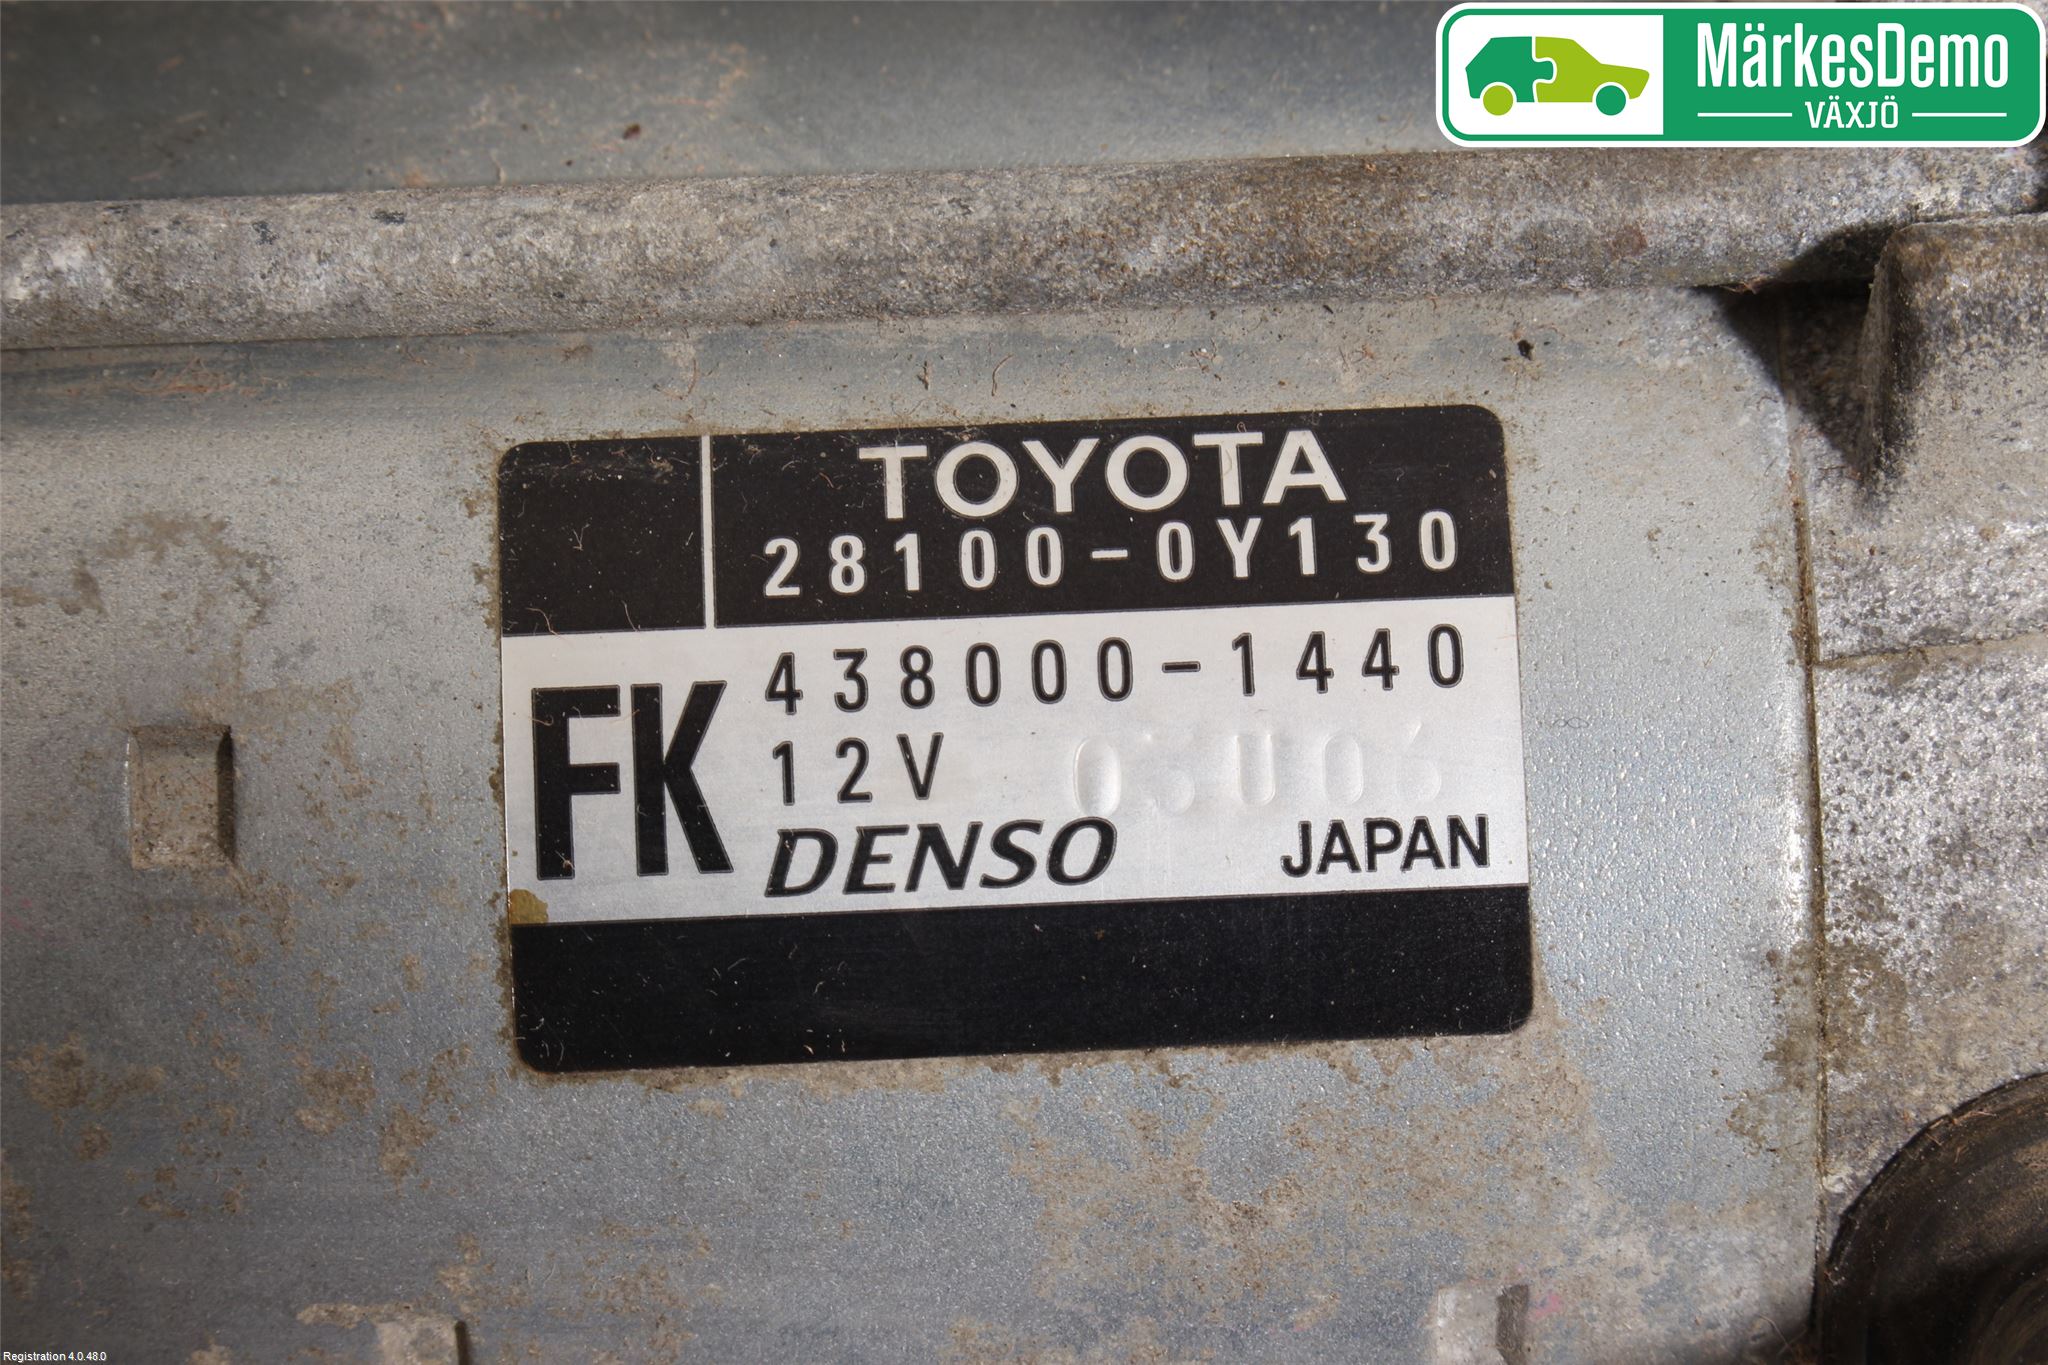 MärkesDemo
VÄXJÖ
TOYOTA
28100-0Y130
FK
438000-1440
12V
DENSO JAPAN
Registration 4.0.48.0